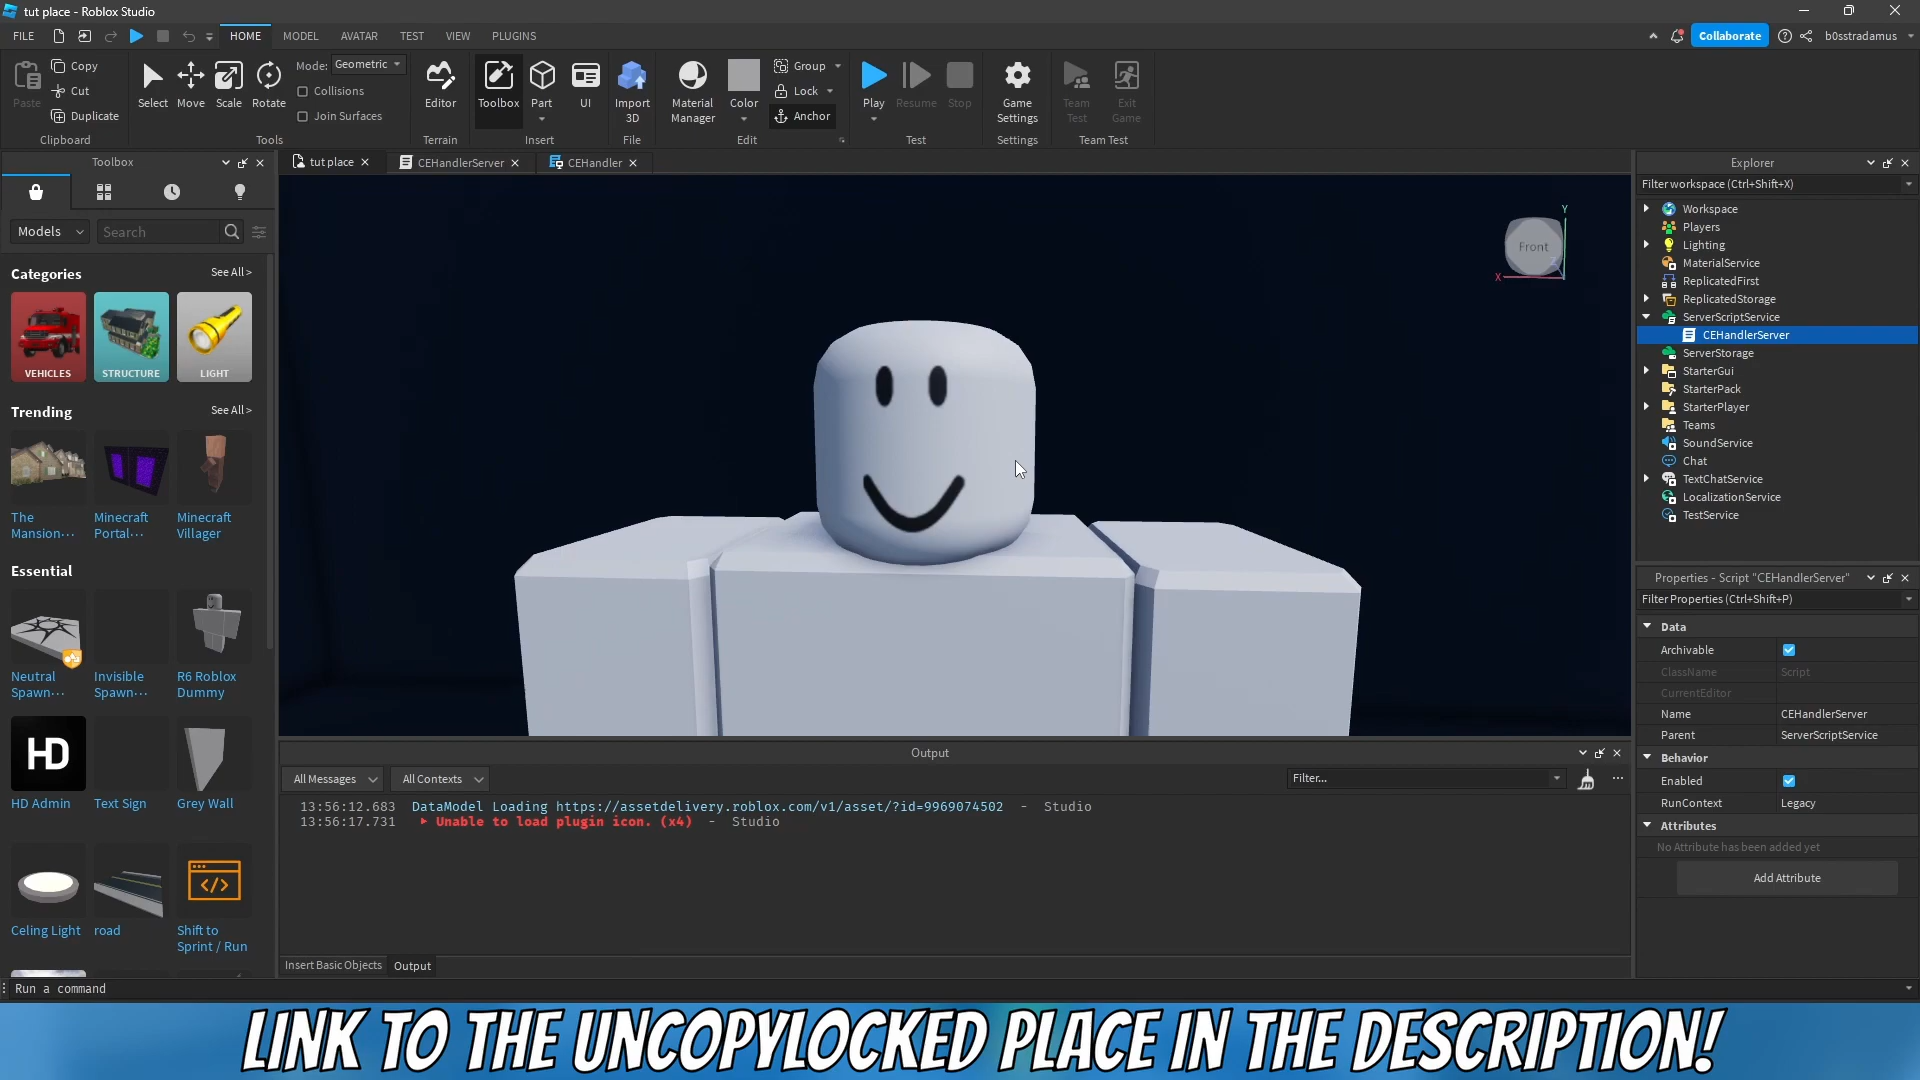 tut place - Roblox Studio
FILE
HOME
MODEL
AVATAR
TEST
VIEW
PLUGINS
Collaborate
b0sstradamus
Paste
Copy
Cut
Duplicate
Clipboard
Select
Move
Scale
Rotate
Mode:
Geometric
Collisions
Join Surfaces
Tools
Editor
Terrain
Toolbox
Part
UI
Insert
Import
3D
File
Material
Manager
Color
Group
Lock
Anchor
Edit
Play
Resume
Stop
Test
Game
Settings
Settings
Team
Test
Exit
Game
Team Test
Toolbox
tut place
CEHandlerServer
CEHandler
Models
Search
Categories
See All >
VEHICLES
STRUCTURE
LIGHT
Trending
See All >
The
Mansion...
Minecraft
Portal...
Minecraft
Villager
Essential
Neutral
Spawn...
Invisible
Spawn...
R6 Roblox
Dummy
HD
HD Admin
Text Sign
Grey Wall
Celing Light
road
Shift to
Sprint / Run
Front
Y
X
Z
Output
All Messages
All Contexts
Filter...
13:56:12.683 DataModel Loading https://assetdelivery.roblox.com/v1/asset/?id=9969074502 - Studio
13:56:17.731 Unable to load plugin icon. (x4) - Studio
Insert Basic Objects
Output
Run a command
Explorer
Filter workspace (Ctrl+Shift+X)
Workspace
Players
Lighting
MaterialService
ReplicatedFirst
ReplicatedStorage
ServerScriptService
CEHandlerServer
ServerStorage
StarterGui
StarterPack
StarterPlayer
Teams
SoundService
Chat
TextChatService
LocalizationService
TestService
Properties - Script "CEHandlerServer"
Filter Properties (Ctrl+Shift+P)
Data
Archivable
ClassName Script
CurrentEditor
Name CEHandlerServer
Parent ServerScriptService
Behavior
Enabled
RunContext Legacy
Attributes
No Attribute has been added yet
Add Attribute
LINK TO THE UNCOPYLOCKED PLACE IN THE DESCRIPTION!